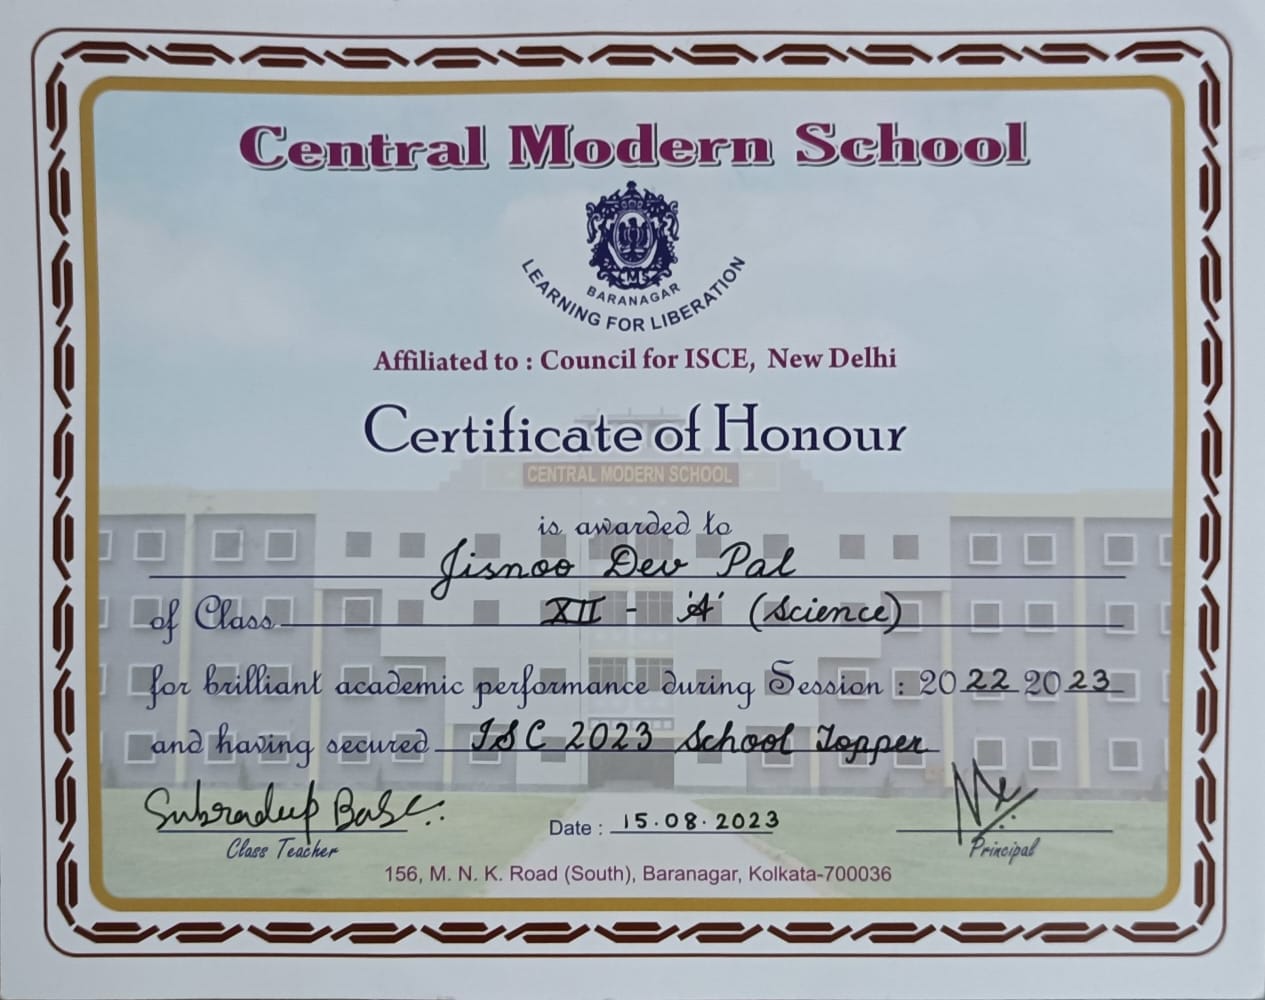 Central Modern School
CMS
BARANAGAR
LEARNING FOR LIBERATION
Affiliated to : Council for ISCE, New Delhi
Certificate of Honour
CENTRAL MODERN SCHOOL
is awarded to
Jisnoo Dev Pal
of Class XII - 'A' (Science)
for brilliant academic performance during Session : 2022 2023
and having secured ISC 2023 School Topper
Subradeep
Class Teacher
Date : 15.08.2023
Principal
156, M. N. K. Road (South), Baranagar, Kolkata-700036